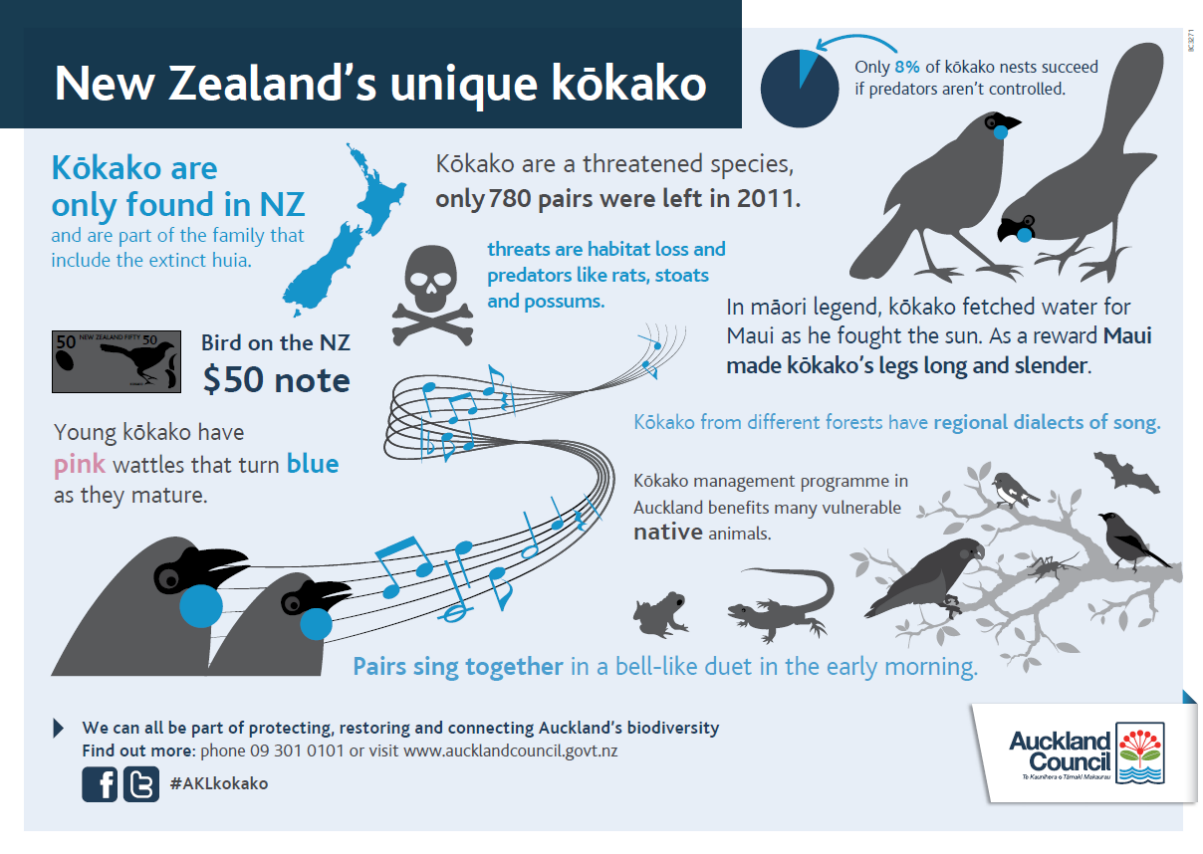 New Zealand's unique kōkako
Only 8% of kōkako nests succeed
if predators aren't controlled.
Kōkako are
only found in NZ
and are part of the family that
include the extinct huia.
Kōkako are a threatened species,
only 780 pairs were left in 2011.
threats are habitat loss and
predators like rats, stoats
and possums.
In māori legend, kōkako fetched water for
Maui as he fought the sun. As a reward Maui
made kōkako's legs long and slender.
50 NEW ZEALAND FIFTY 50
Bird on the NZ
$50 note
Young kōkako have
pink wattles that turn blue
as they mature.
Kōkako from different forests have regional dialects of song.
Kōkako management programme in
Auckland benefits many vulnerable
native animals.
Pairs sing together in a bell-like duet in the early morning.
We can all be part of protecting, restoring and connecting Auckland's biodiversity
Find out more: phone 09 301 0101 or visit www.aucklandcouncil.govt.nz
#AKLkokako
Auckland
Council
Te Kaunihera o Tāmaki Makaurau